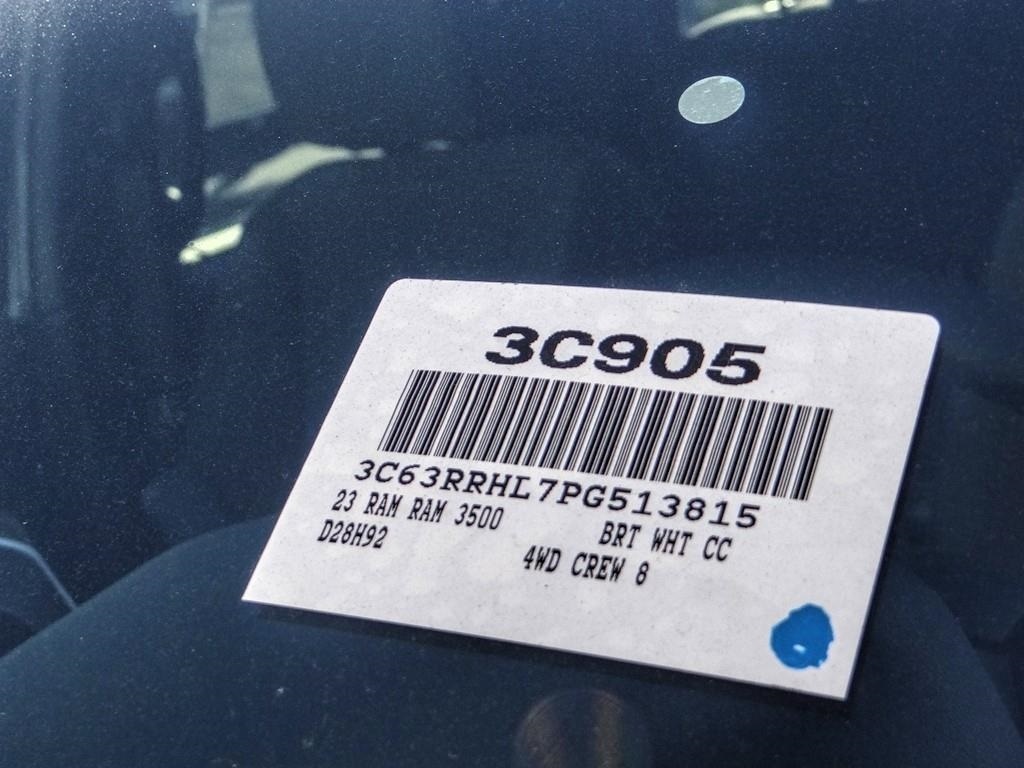 3C905
3C63RRHL7PG513815
23 RAM RAM 3500 BRT WHT CC
D28H92 4WD CREW 8